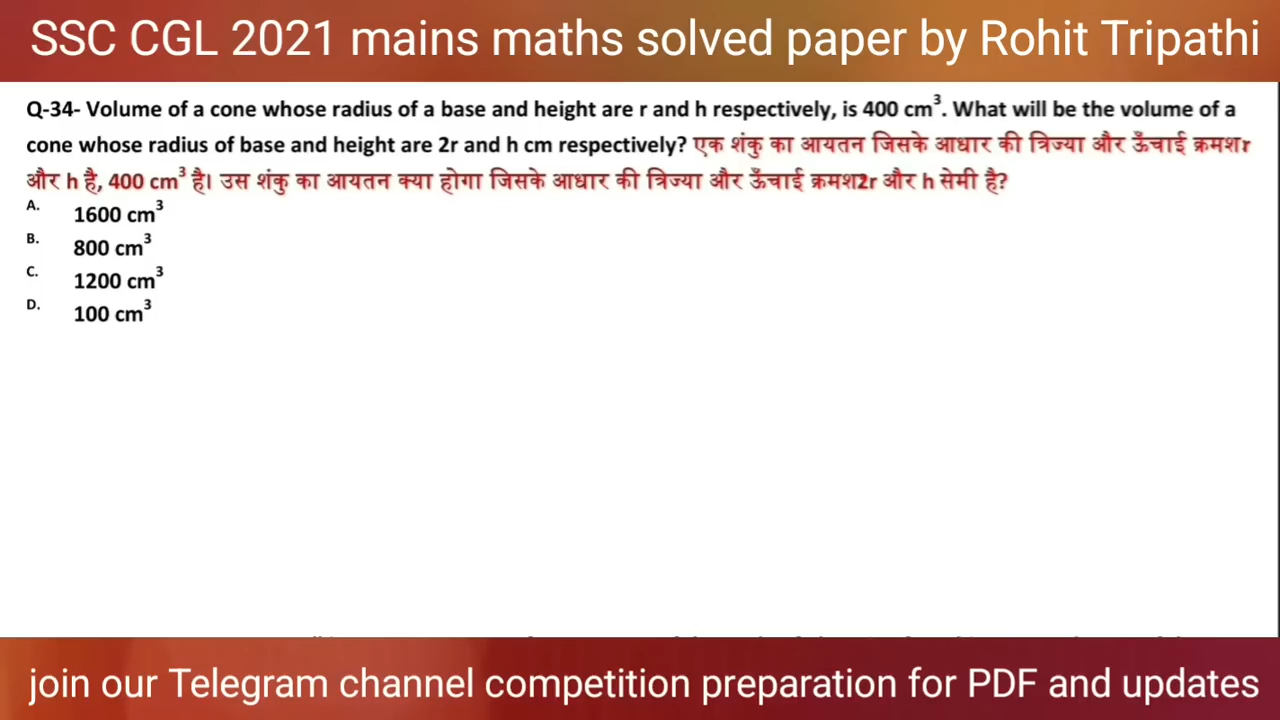 SSC CGL 2021 mains maths solved paper by Rohit Tripathi
Q-34- Volume of a cone whose radius of a base and height are r and h respectively, is 400 cm³. What will be the volume of a
cone whose radius of base and height are 2r and h cm respectively? एक शंकु का आयतन जिसके आधार की त्रिज्या और ऊँचाई क्रमशr
और h है, 400 cm³ है। उस शंकु का आयतन क्या होगा जिसके आधार की त्रिज्या और ऊँचाई क्रमश2r और h सेमी है?
A. 1600 cm³
B. 800 cm³
C. 1200 cm³
D. 100 cm³
join our Telegram channel competition preparation for PDF and updates